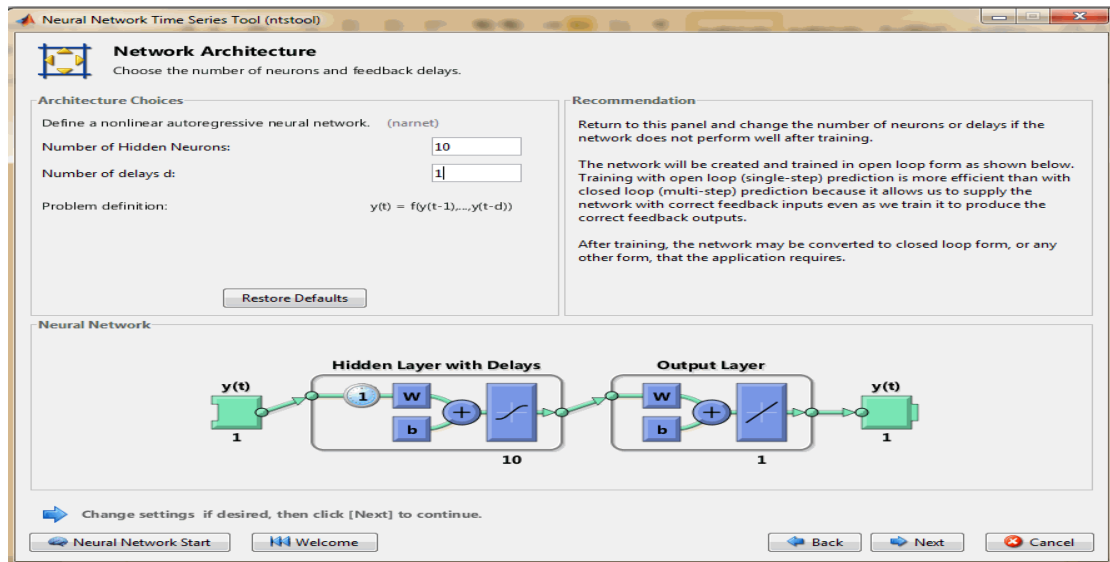 Neural Network Time Series Tool (ntstool)
Network Architecture
Choose the number of neurons and feedback delays.
Architecture Choices
Define a nonlinear autoregressive neural network. (narnet)
Number of Hidden Neurons: 10
Number of delays d: 1
Problem definition: y(t) = f(y(t-1),...,y(t-d))
Restore Defaults
Recommendation
Return to this panel and change the number of neurons or delays if the
network does not perform well after training.
The network will be created and trained in open loop form as shown below.
Training with open loop (single-step) prediction is more efficient than with
closed loop (multi-step) prediction because it allows us to supply the
network with correct feedback inputs even as we train it to produce the
correct feedback outputs.
After training, the network may be converted to closed loop form, or any
other form, that the application requires.
Neural Network
Hidden Layer with Delays
Output Layer
y(t)
1
1
W
b
+
10
W
b
+
1
y(t)
1
Change settings if desired, then click [Next] to continue.
Neural Network Start
Welcome
Back
Next
Cancel